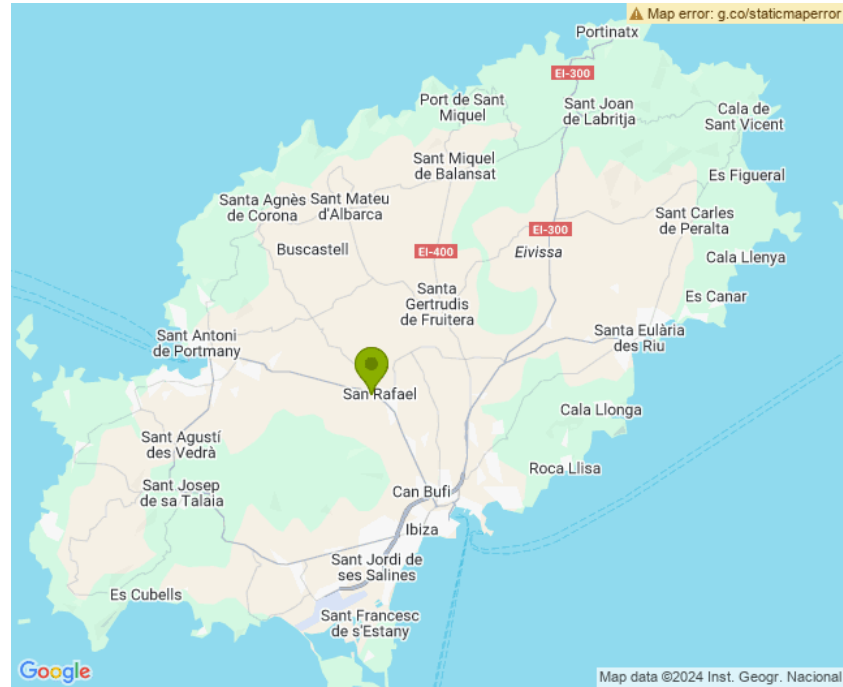 Map error: g.co/staticmaperror
Portinatx
EI-300
Port de Sant
Miquel
Sant Joan
de Labritja
Cala de
Sant Vicent
Sant Miquel
de Balansat
Es Figueral
Santa Agnès
de Corona
Sant Mateu
d'Albarca
Sant Carles
de Peralta
EI-300
Buscastell
EI-400
Eivissa
Cala Llenya
Santa
Gertrudis
de Fruitera
Es Canar
Sant Antoni
de Portmany
Santa Eulària
des Riu
San Rafael
Cala Llonga
Sant Agustí
des Vedrà
Roca Llisa
Sant Josep
de sa Talaia
Can Bufí
Ibiza
Sant Jordi de
ses Salines
Es Cubells
Sant Francesc
de s'Estany
Google
Map data ©2024 Inst. Geogr. Nacional